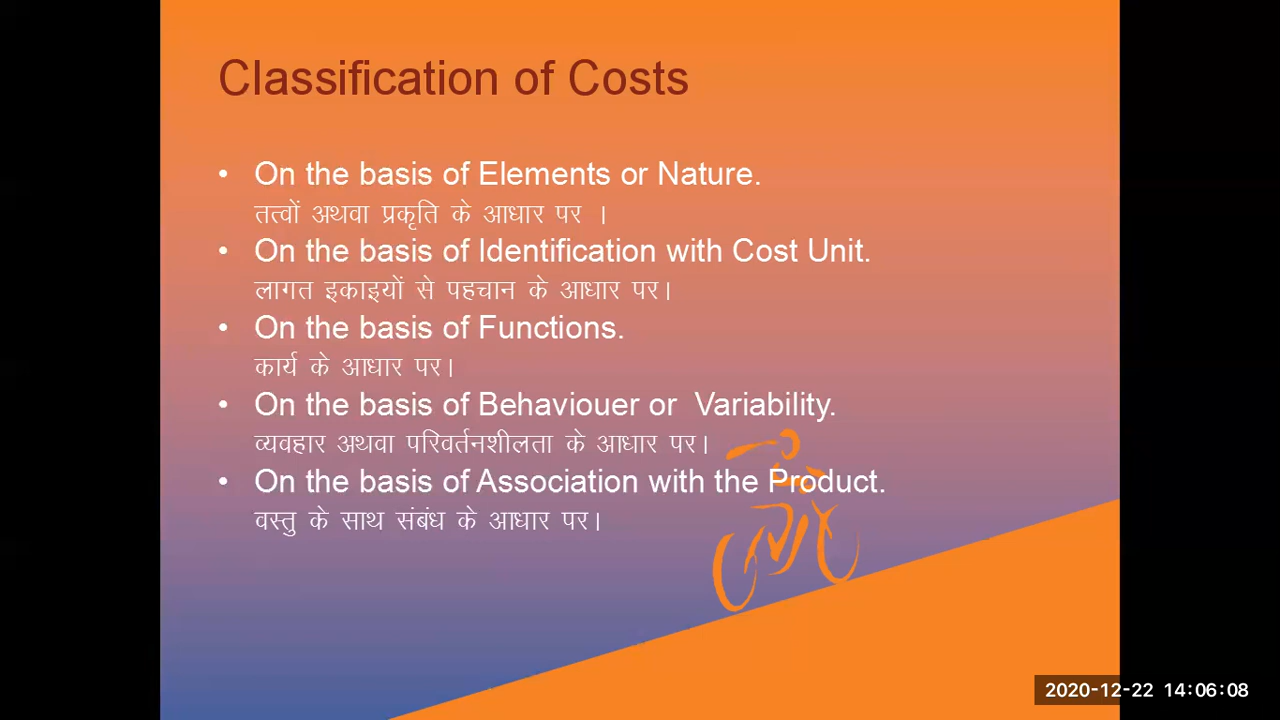 Classification of Costs
• On the basis of Elements or Nature.
तत्वों अथवा प्रकृति के आधार पर ।
• On the basis of Identification with Cost Unit.
लागत इकाइयों से पहचान के आधार पर।
• On the basis of Functions.
कार्य के आधार पर।
• On the basis of Behaviouer or Variability.
व्यवहार अथवा परिवर्तनशीलता के आधार पर।
• On the basis of Association with the Product.
वस्तु के साथ संबंध के आधार पर।
2020-12-22 14:06:08